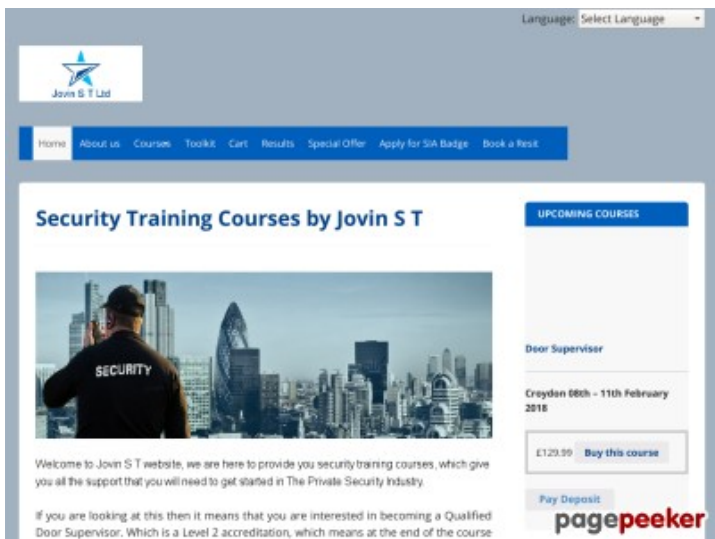 Language: Select Language
Jovin S T Ltd
Home About us Courses Toolkit Cart Results Special Offer Apply for SIA Badge Book a Resit
Security Training Courses by Jovin S T
SECURITY
Welcome to Jovin S T website, we are here to provide you security training courses, which give
you all the support that you will need to get started in The Private Security Industry.
If you are looking at this then it means that you are interested in becoming a Qualified
Door Supervisor. Which is a Level 2 accreditation, which means at the end of the course
UPCOMING COURSES
Door Supervisor
Croydon 08th – 11th February
2018
£129.99 Buy this course
Pay Deposit
pagepeeker